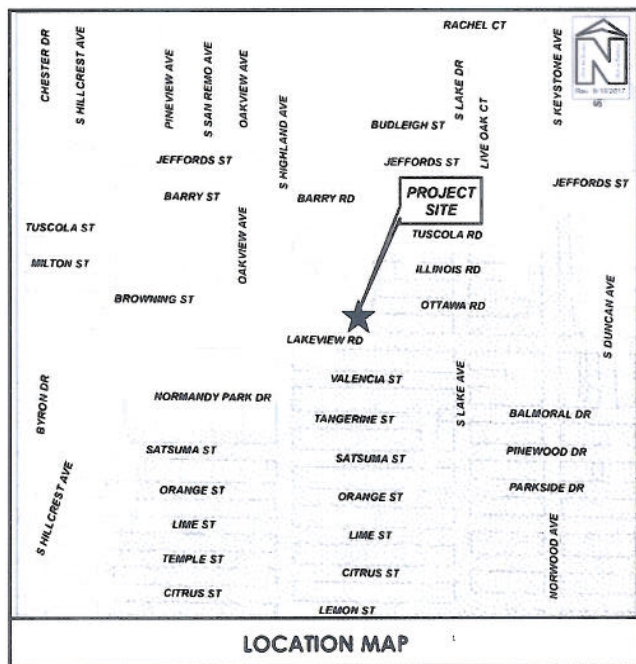 RACHEL CT
CHESTER DR
S HILLCREST AVE
PINEVIEW AVE
S SAN REMO AVE
OAKVIEW AVE
S HIGHLAND AVE
S LAKE DR
LIVE OAK CT
S KEYSTONE AVE
N
Rev. 9/13/2017
S
BUDLEIGH ST
JEFFORDS ST
JEFFORDS ST
JEFFORDS ST
BARRY ST
BARRY RD
PROJECT
SITE
TUSCOLA ST
TUSCOLA RD
MILTON ST
OAKVIEW AVE
ILLINOIS RD
BROWNING ST
OTTAWA RD
S DUNCAN AVE
LAKEVIEW RD
VALENCIA ST
S LAKE AVE
BYRON DR
NORMANDY PARK DR
TANGERINE ST
BALMORAL DR
SATSUMA ST
SATSUMA ST
PINEWOOD DR
S HILLCREST AVE
ORANGE ST
ORANGE ST
PARKSIDE DR
LIME ST
LIME ST
NORWOOD AVE
TEMPLE ST
CITRUS ST
CITRUS ST
LEMON ST
LOCATION MAP